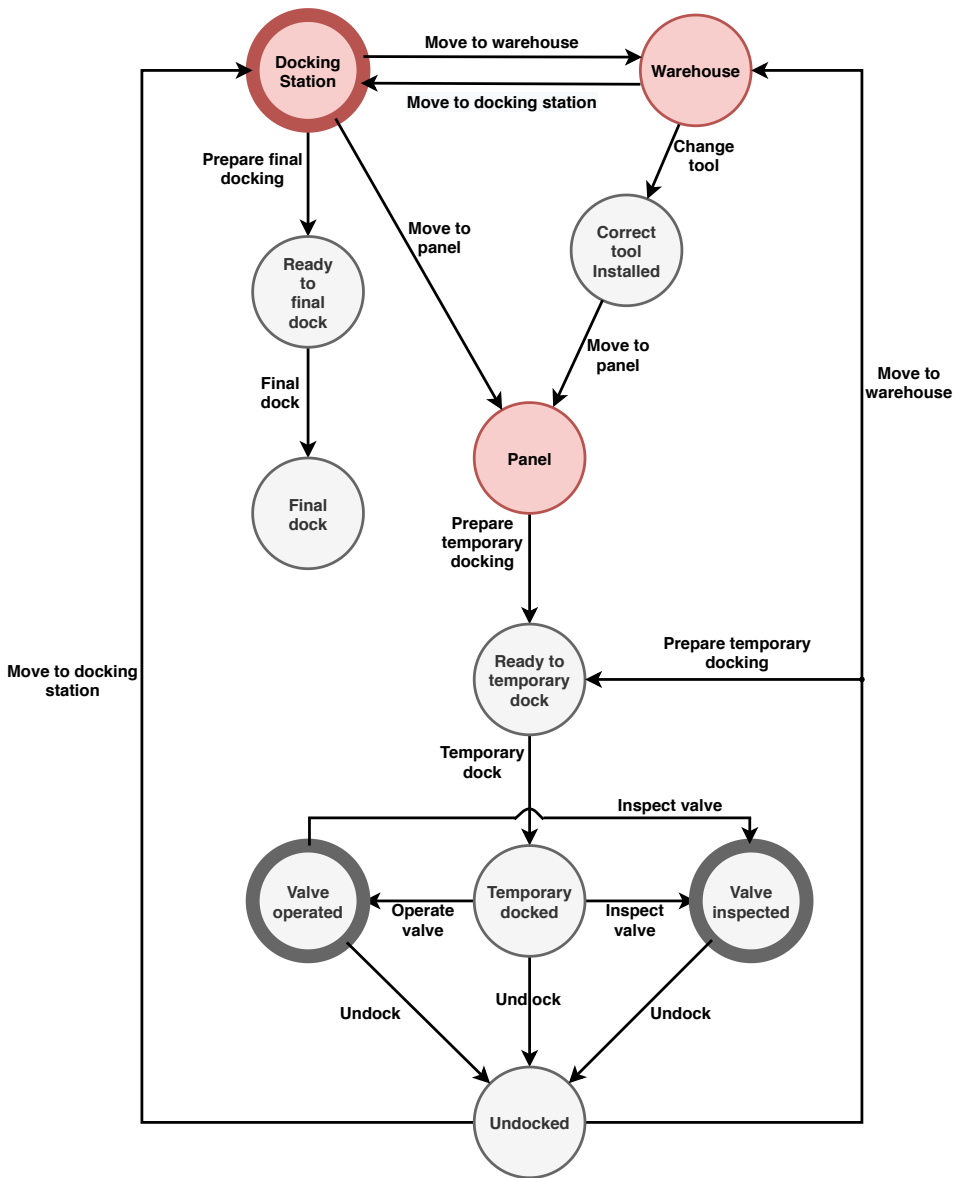 Move to warehouse
Docking
Station
Warehouse
Move to docking station
Change
tool
Prepare final
docking
Correct
tool
Installed
Move to
panel
Ready
to
final
dock
Move to
panel
Final
dock
Move to
warehouse
Panel
Final
dock
Prepare
temporary
docking
Prepare temporary
docking
Ready to
temporary
dock
Move to docking
station
Temporary
dock
Inspect valve
Valve
operated
Operate
valve
Temporary
docked
Inspect
valve
Valve
inspected
Undock
Undock
Undock
Undocked